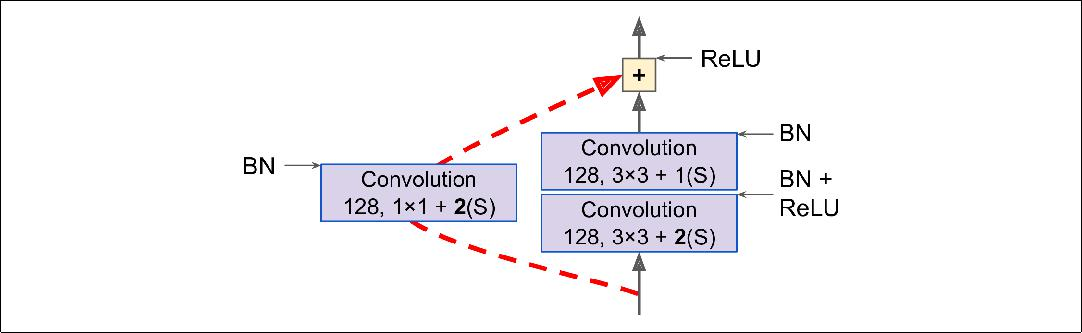 ReLU
+
BN
Convolution
128, 3×3 + 1(S)
BN
Convolution
128, 1×1 + 2(S)
BN +
ReLU
Convolution
128, 3×3 + 2(S)